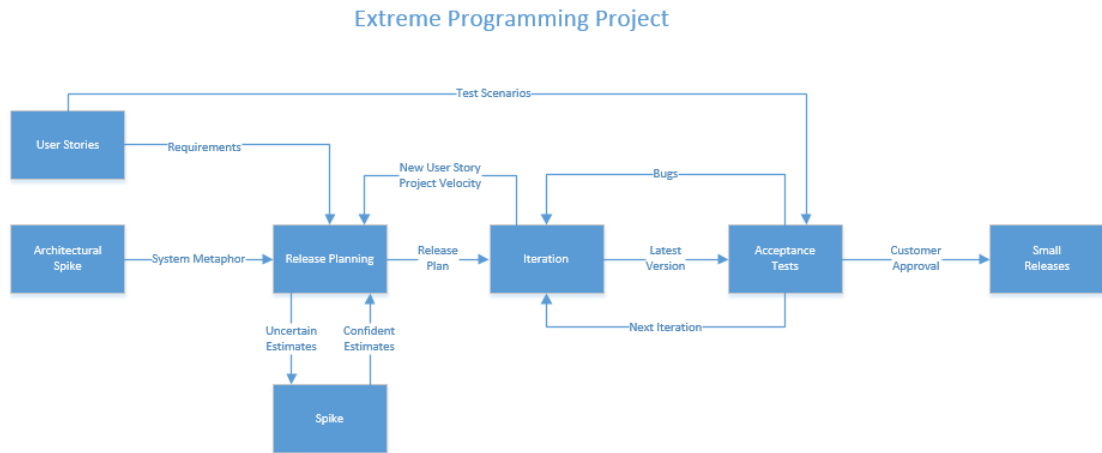 Extreme Programming Project
Test Scenarios
User Stories
Requirements
New User Story
Project Velocity
Bugs
Architectural
Spike
System Metaphor
Release Planning
Release
Plan
Iteration
Latest
Version
Acceptance
Tests
Customer
Approval
Small
Releases
Uncertain
Estimates
Confident
Estimates
Next Iteration
Spike